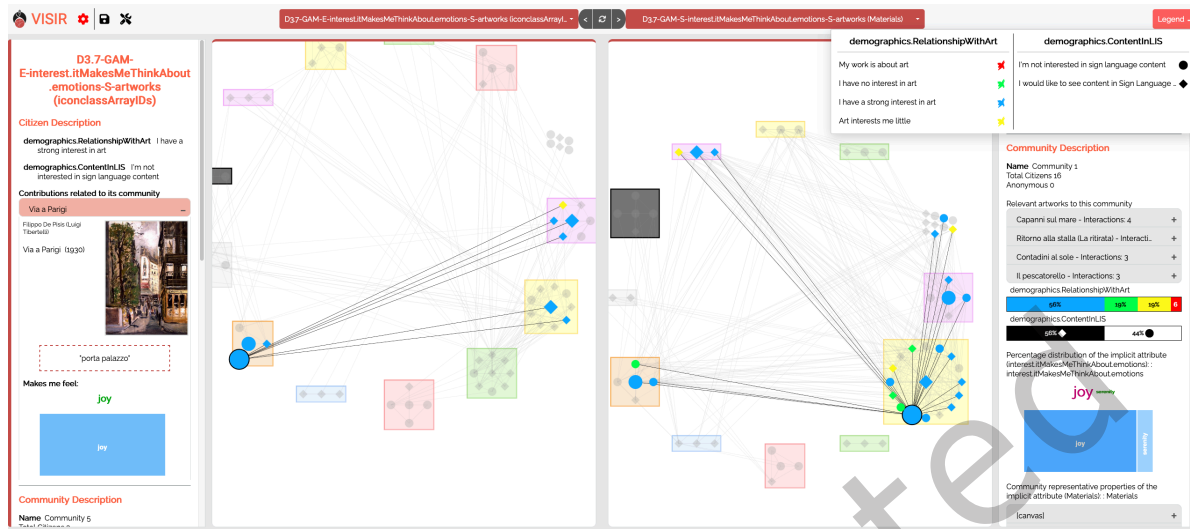 VISIR
D3.7-GAM-E-interest.itMakesMeThinkAbout.emotions-S-artworks (iconclassArrayI..
<
>
D3.7-GAM-S-interest.itMakesMeThinkAbout.emotions-S-artworks (Materials)
Legend
demographics.RelationshipWithArt
My work is about art
I have no interest in art
I have a strong interest in art
Art interests me little
demographics.ContentInLIS
I'm not interested in sign language content
I would like to see content in Sign Language ..
D3.7-GAM-
E-interest.itMakesMeThinkAbout
.emotions-S-artworks
(iconclassArrayIDs)
Citizen Description
demographics.RelationshipWithArt I have a
strong interest in art
demographics.ContentInLIS I'm not
interested in sign language content
Contributions related to its community
Via a Parigi
–
Filippo De Pisis (Luigi
Tibertelli)
Via a Parigi (1930)
"porta palazzo"
Makes me feel:
joy
joy
Community Description
Name Community 5
Community Description
Name Community 1
Total Citizens 16
Anonymous 0
Relevant artworks to this community
Capanni sul mare - Interactions: 4 +
Ritorno alla stalla (La ritirata) - Interacti.. +
Contadini al sole - Interactions: 3 +
Il pescatorello - Interactions: 3 +
demographics.RelationshipWithArt
56% 19% 19% 6
demographics.ContentInLIS
56% 44%
Percentage distribution of the implicit attribute
(interest.itMakesMeThinkAbout.emotions): :
interest.itMakesMeThinkAbout.emotions
joy serenity
joy
serenity
Community representative properties of the
implicit attribute (Materials): : Materials
[canvas] +